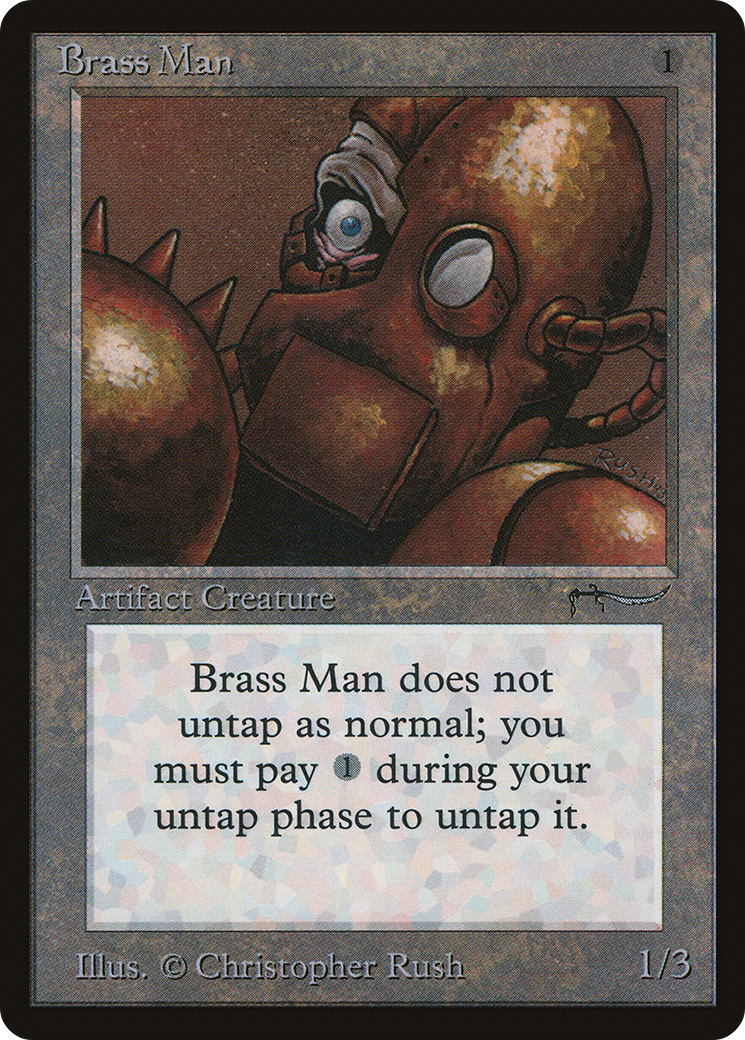 Brass Man 1
RUSH
Artifact Creature
Brass Man does not
untap as normal; you
must pay 1 during your
untap phase to untap it.
Illus. © Christopher Rush 1/3